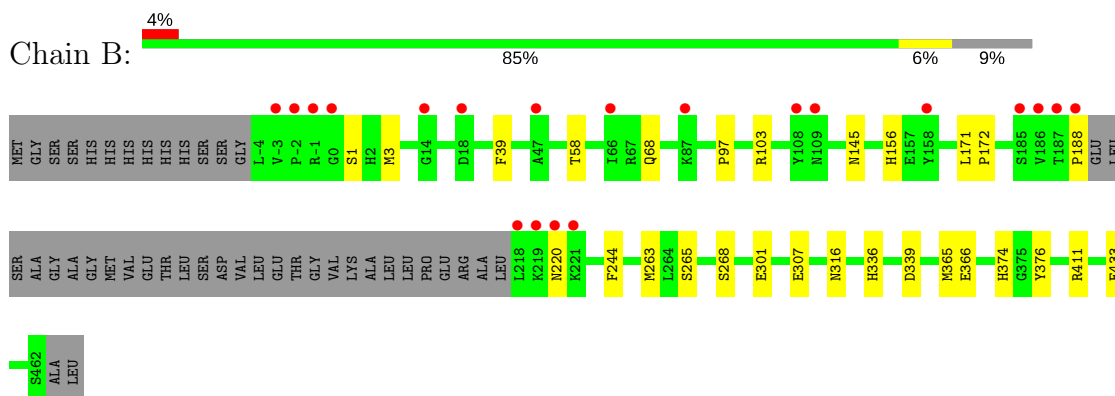 4%
Chain B:
85% 6% 9%
MET GLY SER SER HIS HIS HIS HIS HIS HIS SER SER GLY L-4 V-3 P-2 R-1 G0 S1 H2 M3 G14 D18 F39 A47 T58 I66 R67 Q68 K87 P97 R103 Y108 N109 N145 H156 E157 Y158 L171 P172 S185 V186 T187 P188 GLU LEU
SER ALA GLY ALA GLY MET VAL GLU THR LEU SER ASP VAL LEU GLU THR GLY VAL LYS ALA LEU LEU PRO GLU ARG ALA LEU L218 K219 N220 K221 F244 M263 L264 S265 S268 E301 E307 N316 H336 D339 M365 E366 H374 G375 Y376 R411
S462 ALA LEU